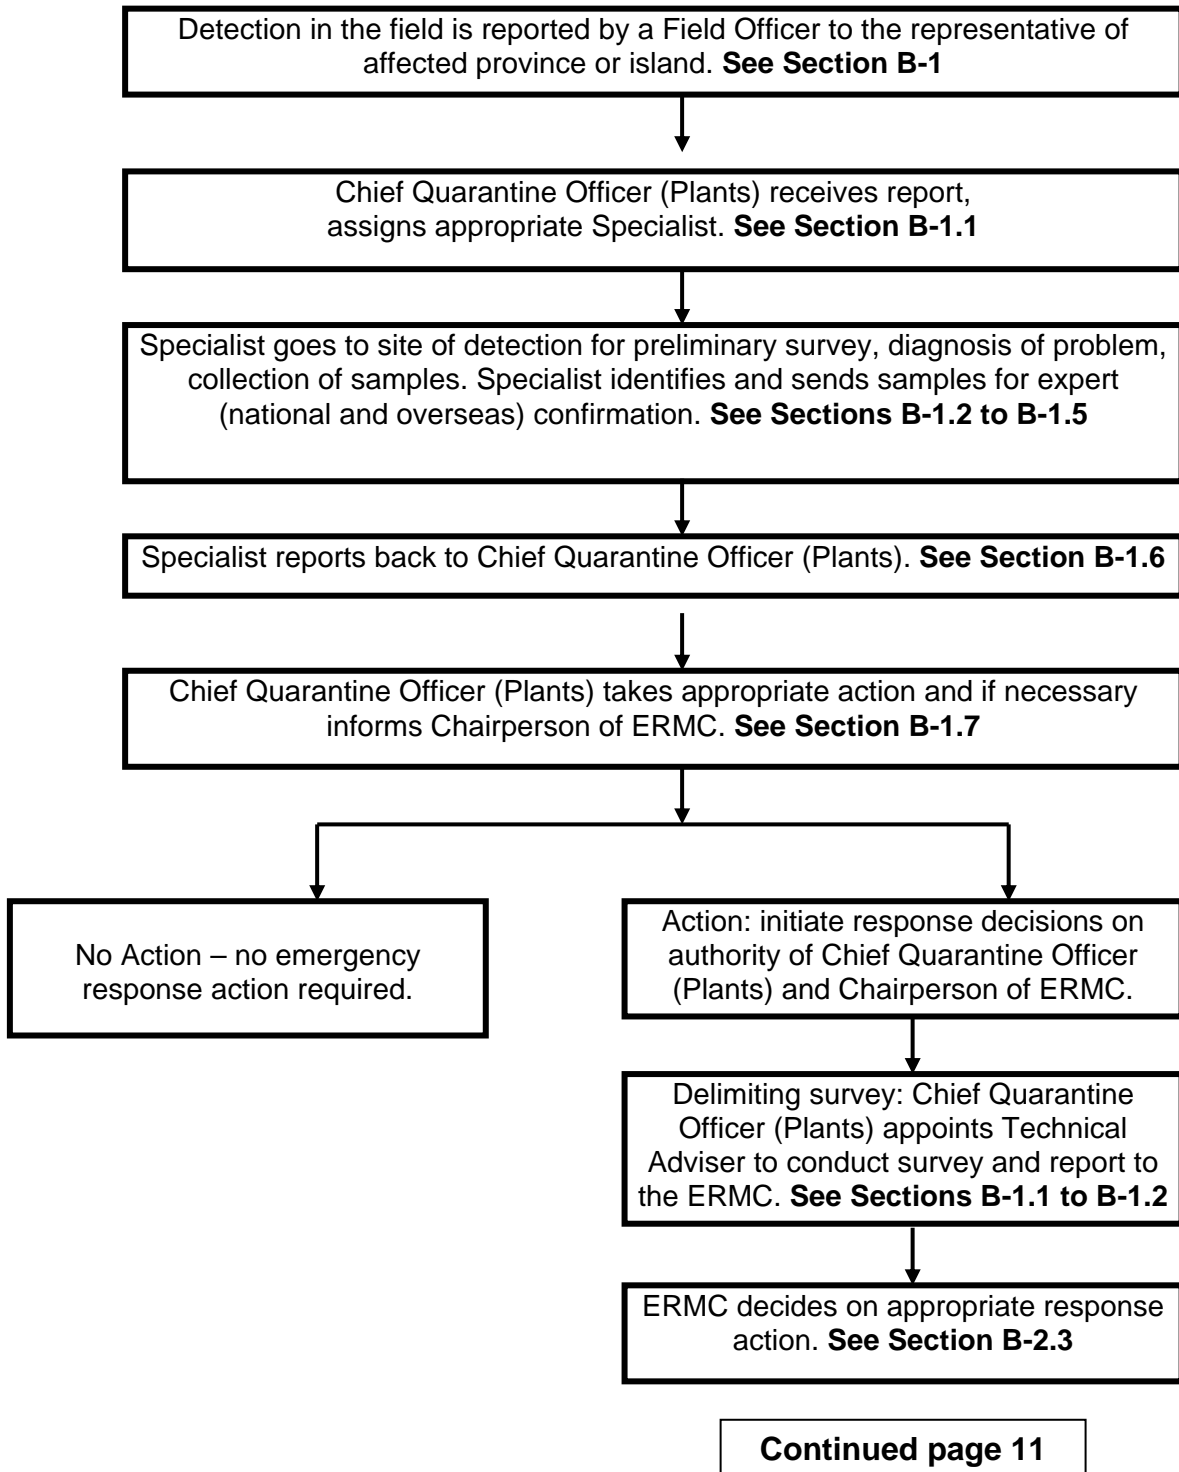 Detection in the field is reported by a Field Officer to the representative of
affected province or island. See Section B-1
Chief Quarantine Officer (Plants) receives report,
assigns appropriate Specialist. See Section B-1.1
Specialist goes to site of detection for preliminary survey, diagnosis of problem,
collection of samples. Specialist identifies and sends samples for expert
(national and overseas) confirmation. See Sections B-1.2 to B-1.5
Specialist reports back to Chief Quarantine Officer (Plants). See Section B-1.6
Chief Quarantine Officer (Plants) takes appropriate action and if necessary
informs Chairperson of ERMC. See Section B-1.7
No Action – no emergency
response action required.
Action: initiate response decisions on
authority of Chief Quarantine Officer
(Plants) and Chairperson of ERMC.
Delimiting survey: Chief Quarantine
Officer (Plants) appoints Technical
Adviser to conduct survey and report to
the ERMC. See Sections B-1.1 to B-1.2
ERMC decides on appropriate response
action. See Section B-2.3
Continued page 11